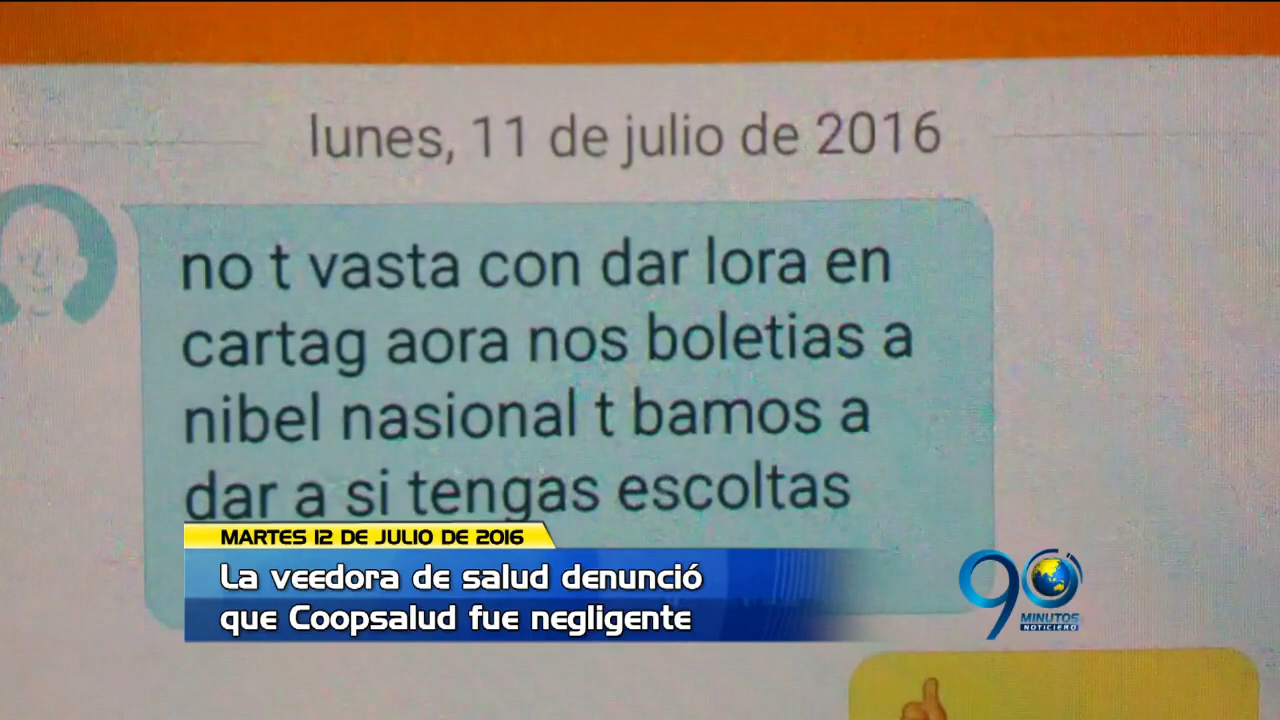 lunes, 11 de julio de 2016
no t vasta con dar lora en
cartag aora nos boletias a
nibel nasional t bamos a
dar a si tengas escoltas
MARTES 12 DE JULIO DE 2016
La veedora de salud denunció
que Coopsalud fue negligente
90
MINUTOS
NOTICIERO